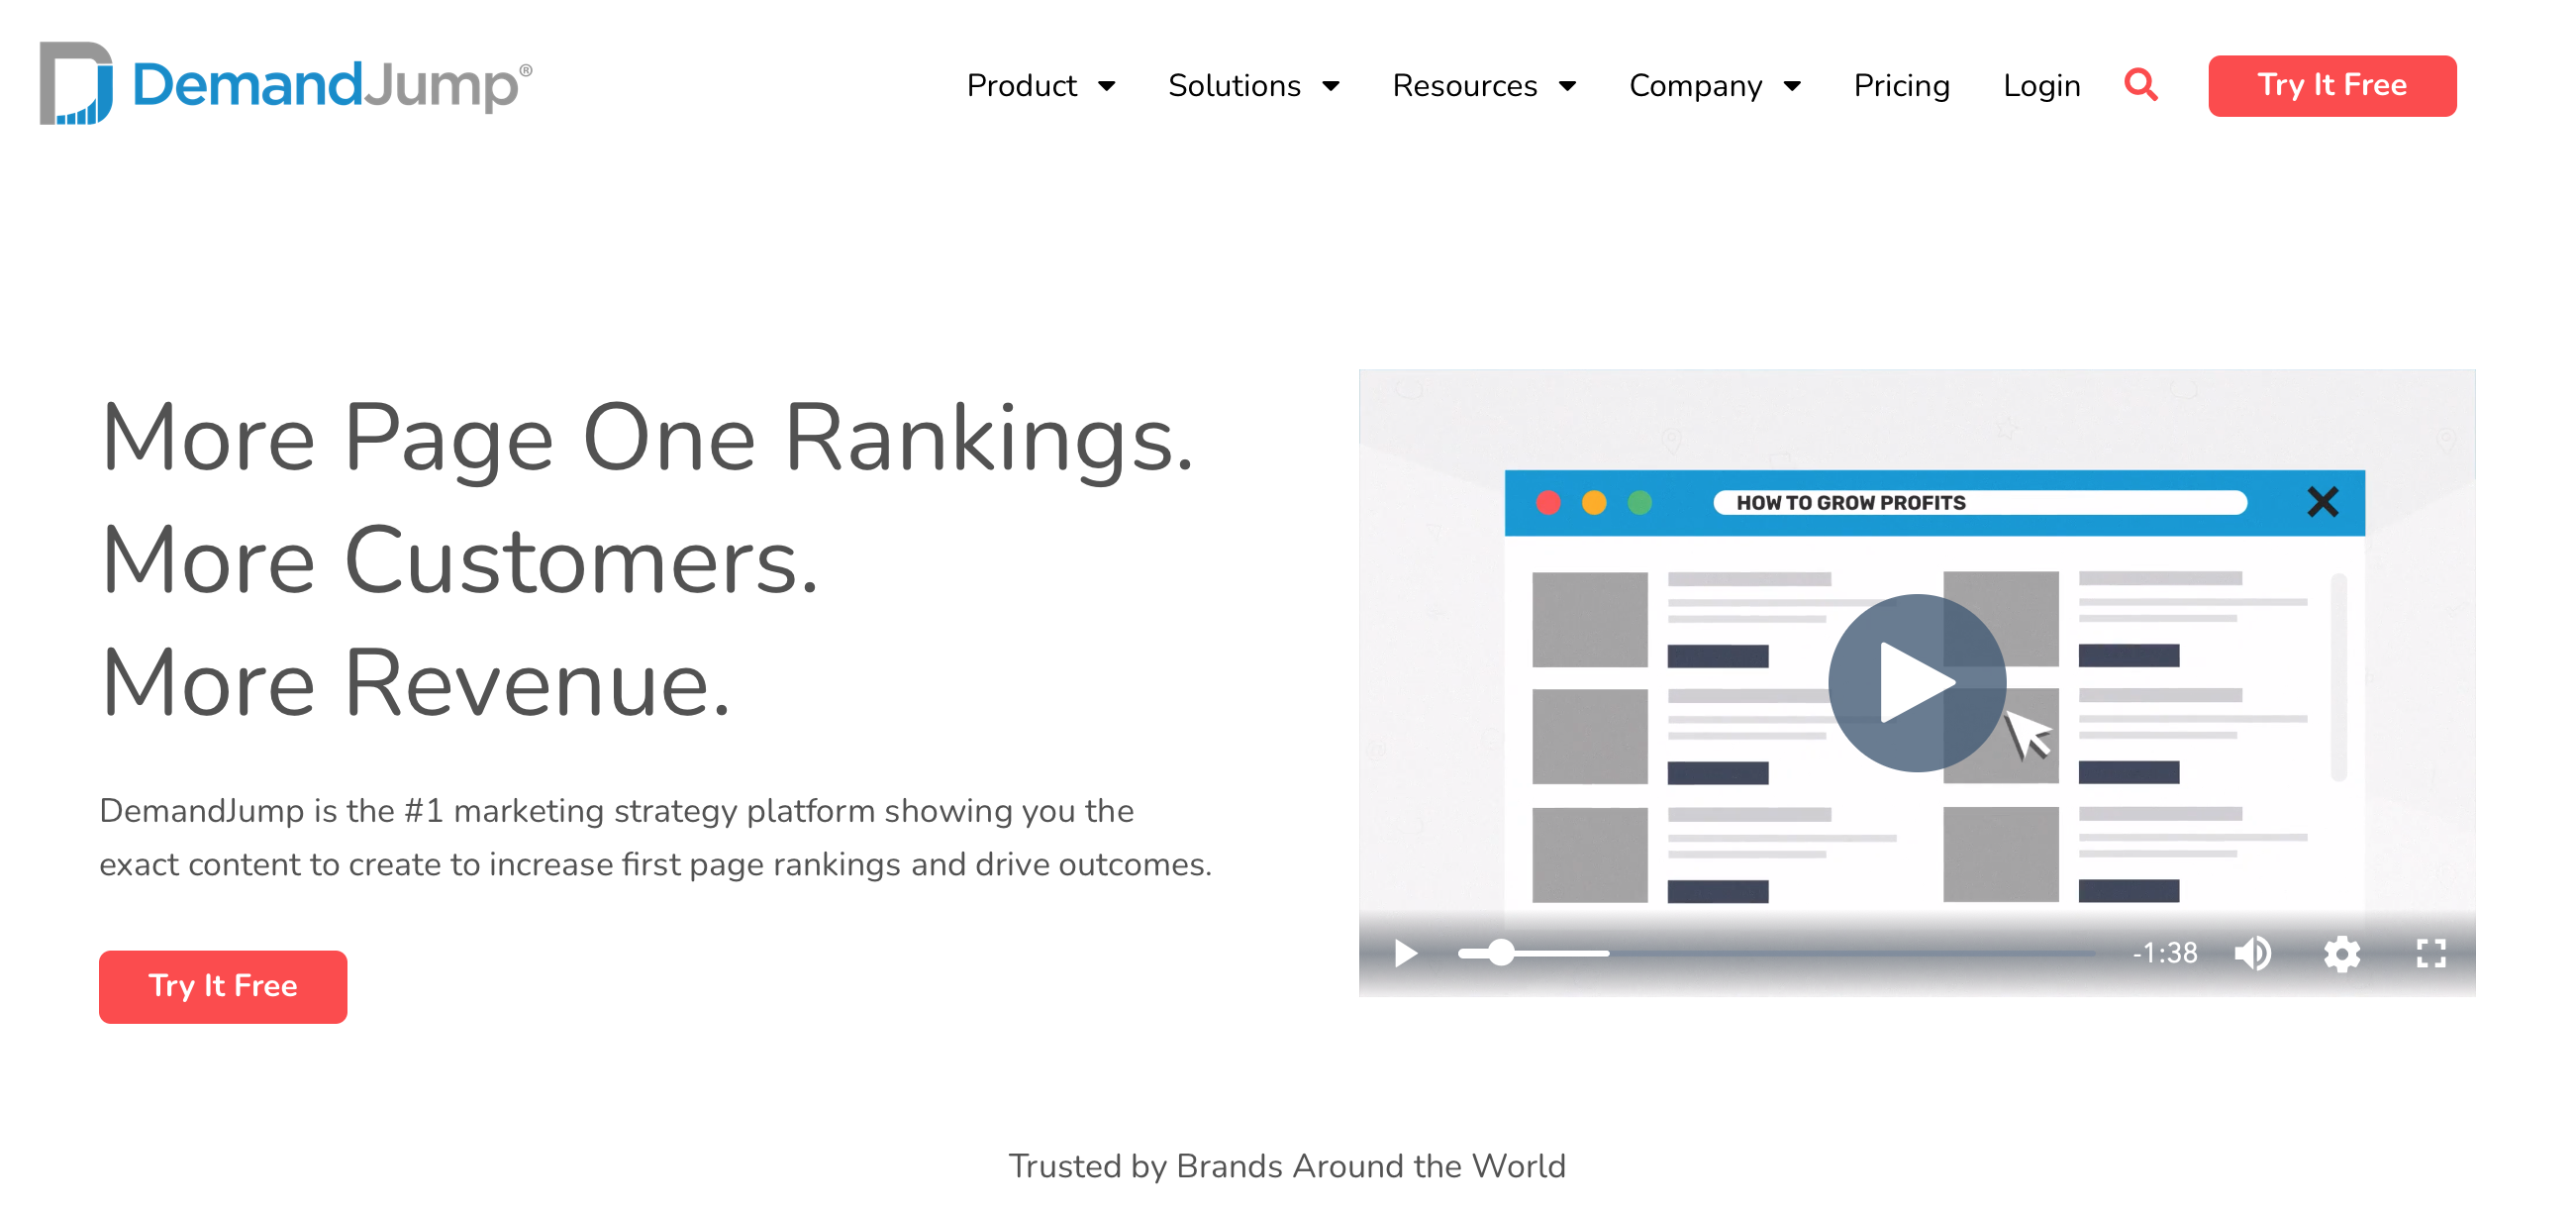 DemandJump®
Product
Solutions
Resources
Company
Pricing
Login
Try It Free
More Page One Rankings.
More Customers.
More Revenue.
DemandJump is the #1 marketing strategy platform showing you the
exact content to create to increase first page rankings and drive outcomes.
Try It Free
HOW TO GROW PROFITS
-1:38
Trusted by Brands Around the World